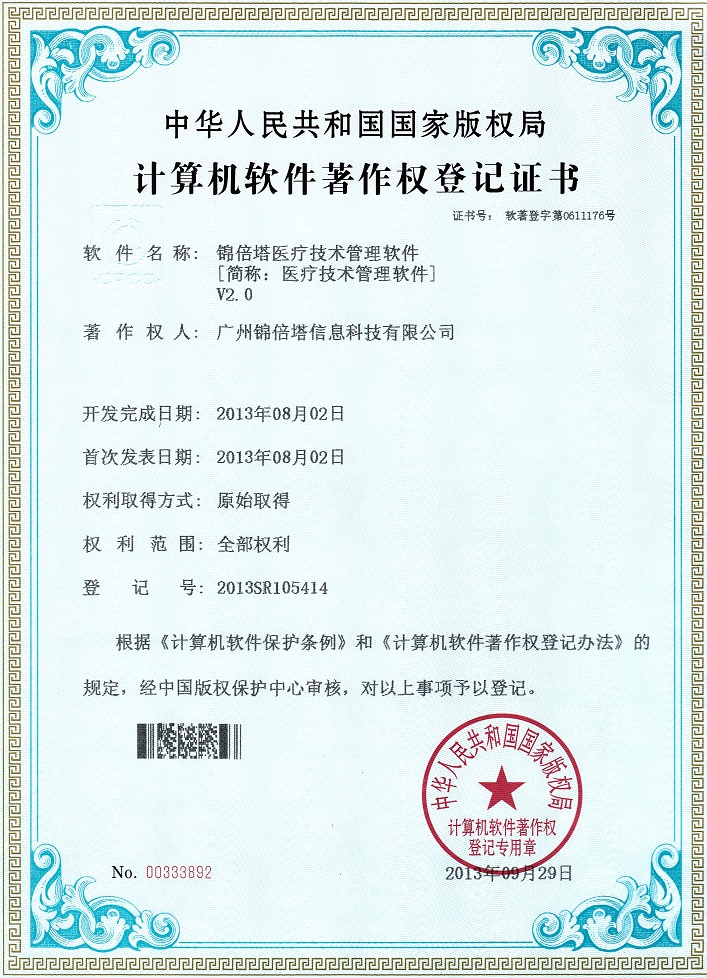 中华人民共和国国家版权局
计算机软件著作权登记证书
证书号： 软著登字第0611176号
软件名称： 锦倍塔医疗技术管理软件
[简称：医疗技术管理软件]
V2.0
著作权人： 广州锦倍塔信息科技有限公司
开发完成日期： 2013年08月02日
首次发表日期： 2013年08月02日
权利取得方式： 原始取得
权利范围： 全部权利
登记号： 2013SR105414
根据《计算机软件保护条例》和《计算机软件著作权登记办法》的
规定，经中国版权保护中心审核，对以上事项予以登记。
中华人民共和国国家版权局
计算机软件著作权
登记专用章
No. 00333892
2013年09月29日